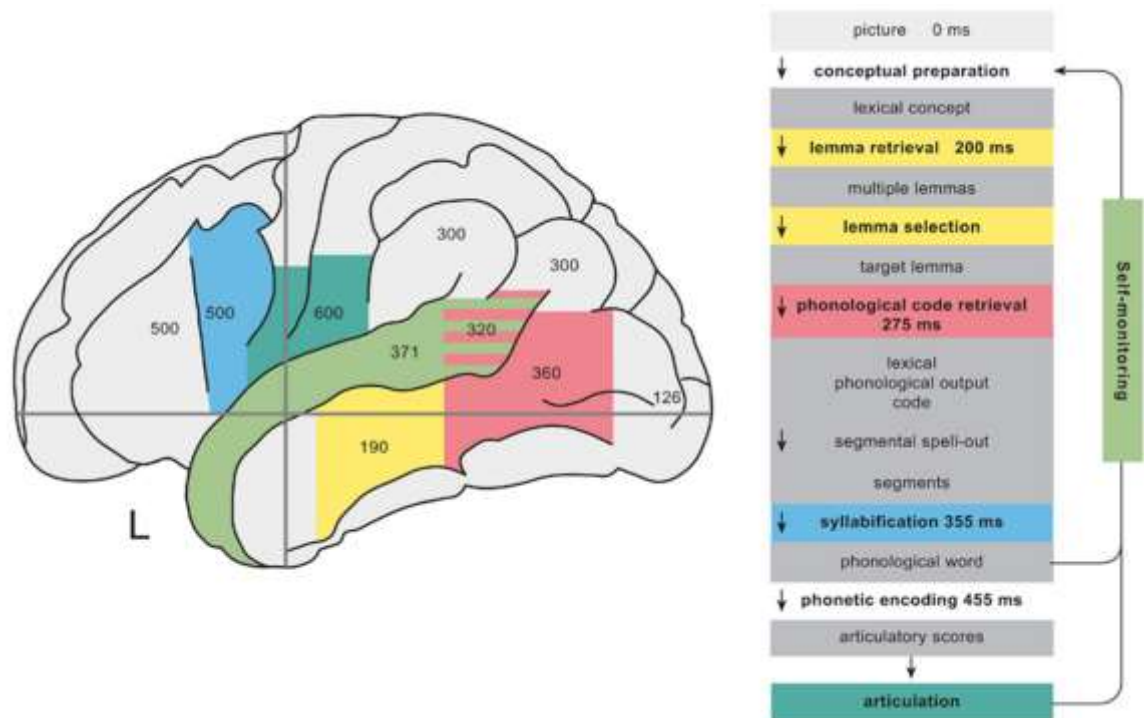 picture 0 ms
conceptual preparation
lexical concept
lemma retrieval 200 ms
multiple lemmas
lemma selection
target lemma
phonological code retrieval
275 ms
lexical
phonological output
code
segmental spell-out
segments
syllabification 355 ms
phonological word
phonetic encoding 455 ms
articulatory scores
articulation
Self-monitoring
300
300
500
500
600
320
371
360
126
190
L